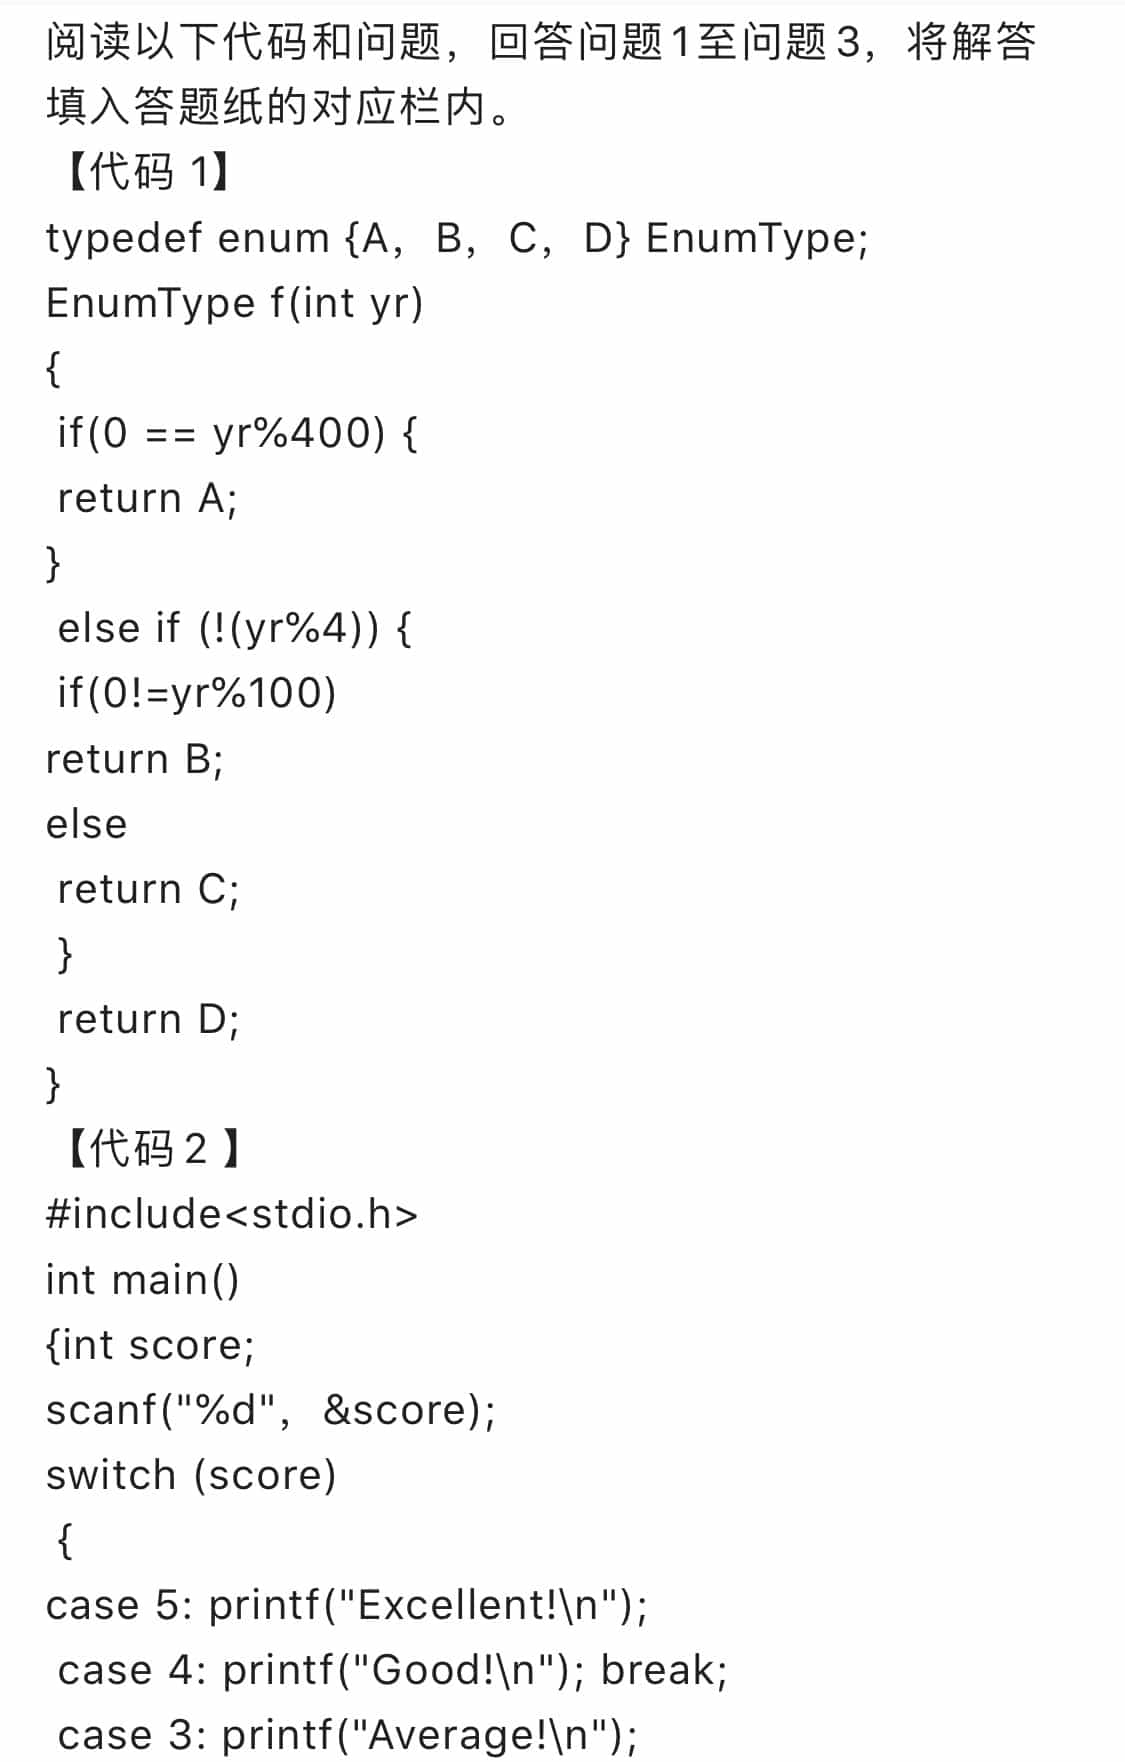 阅读以下代码和问题，回答问题1至问题3，将解答
填入答题纸的对应栏内。
【代码 1】
typedef enum {A，B，C，D} EnumType;
EnumType f(int yr)
{
if(0 == yr%400) {
return A;
}
else if (!(yr%4)) {
if(0!=yr%100)
return B;
else
return C;
}
return D;
}
【代码2 】
#include<stdio.h>
int main()
{int score;
scanf("%d"，&score);
switch (score)
{
case 5: printf("Excellent!\n");
case 4: printf("Good!\n"); break;
case 3: printf("Average!\n");